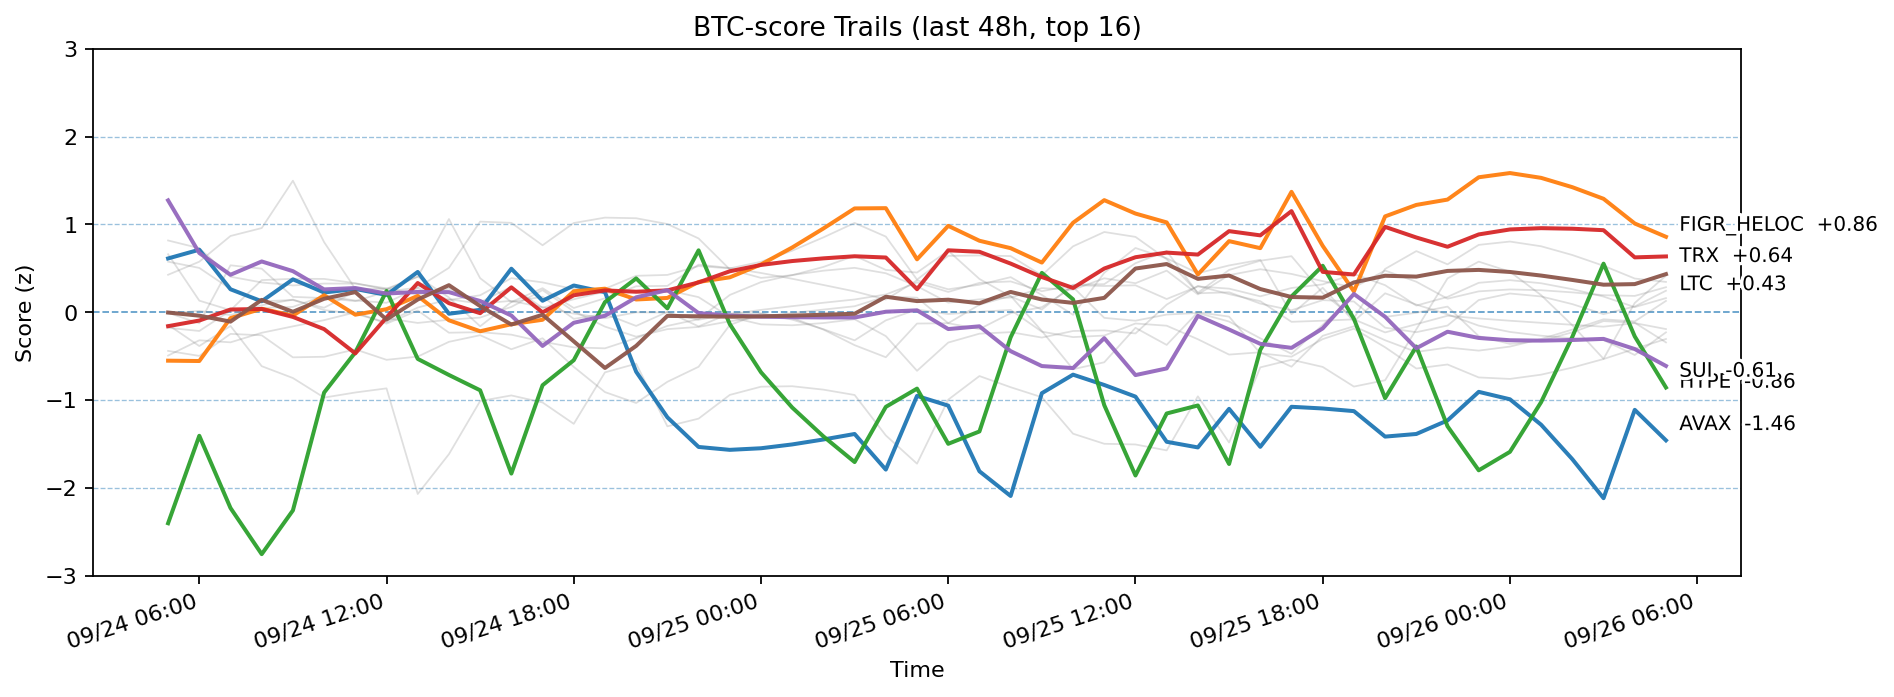 BTC-score Trails (last 48h, top 16)
Score (z)
3
2
1
0
−1
−2
−3
FIGR_HELOC +0.86
TRX +0.64
LTC +0.43
SUI -0.61
HYPE -0.86
AVAX -1.46
09/24 06:00
09/24 12:00
09/24 18:00
09/25 00:00
09/25 06:00
09/25 12:00
09/25 18:00
09/26 00:00
09/26 06:00
Time